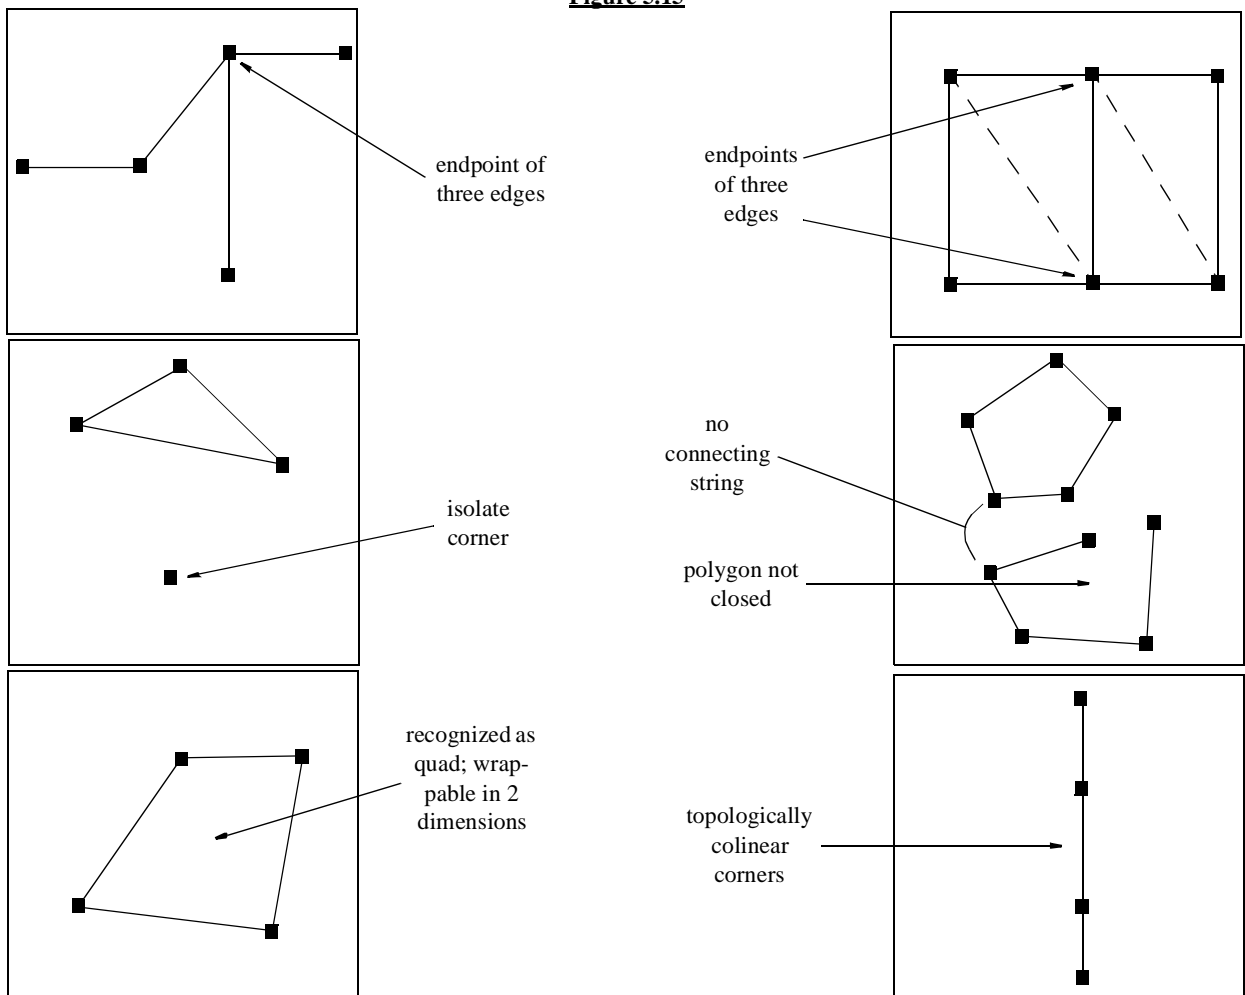 Figure 3.13
endpoint of
three edges
endpoints
of three
edges
isolate
corner
no
connecting
string
polygon not
closed
recognized as
quad; wrap-
pable in 2
dimensions
topologically
colinear
corners